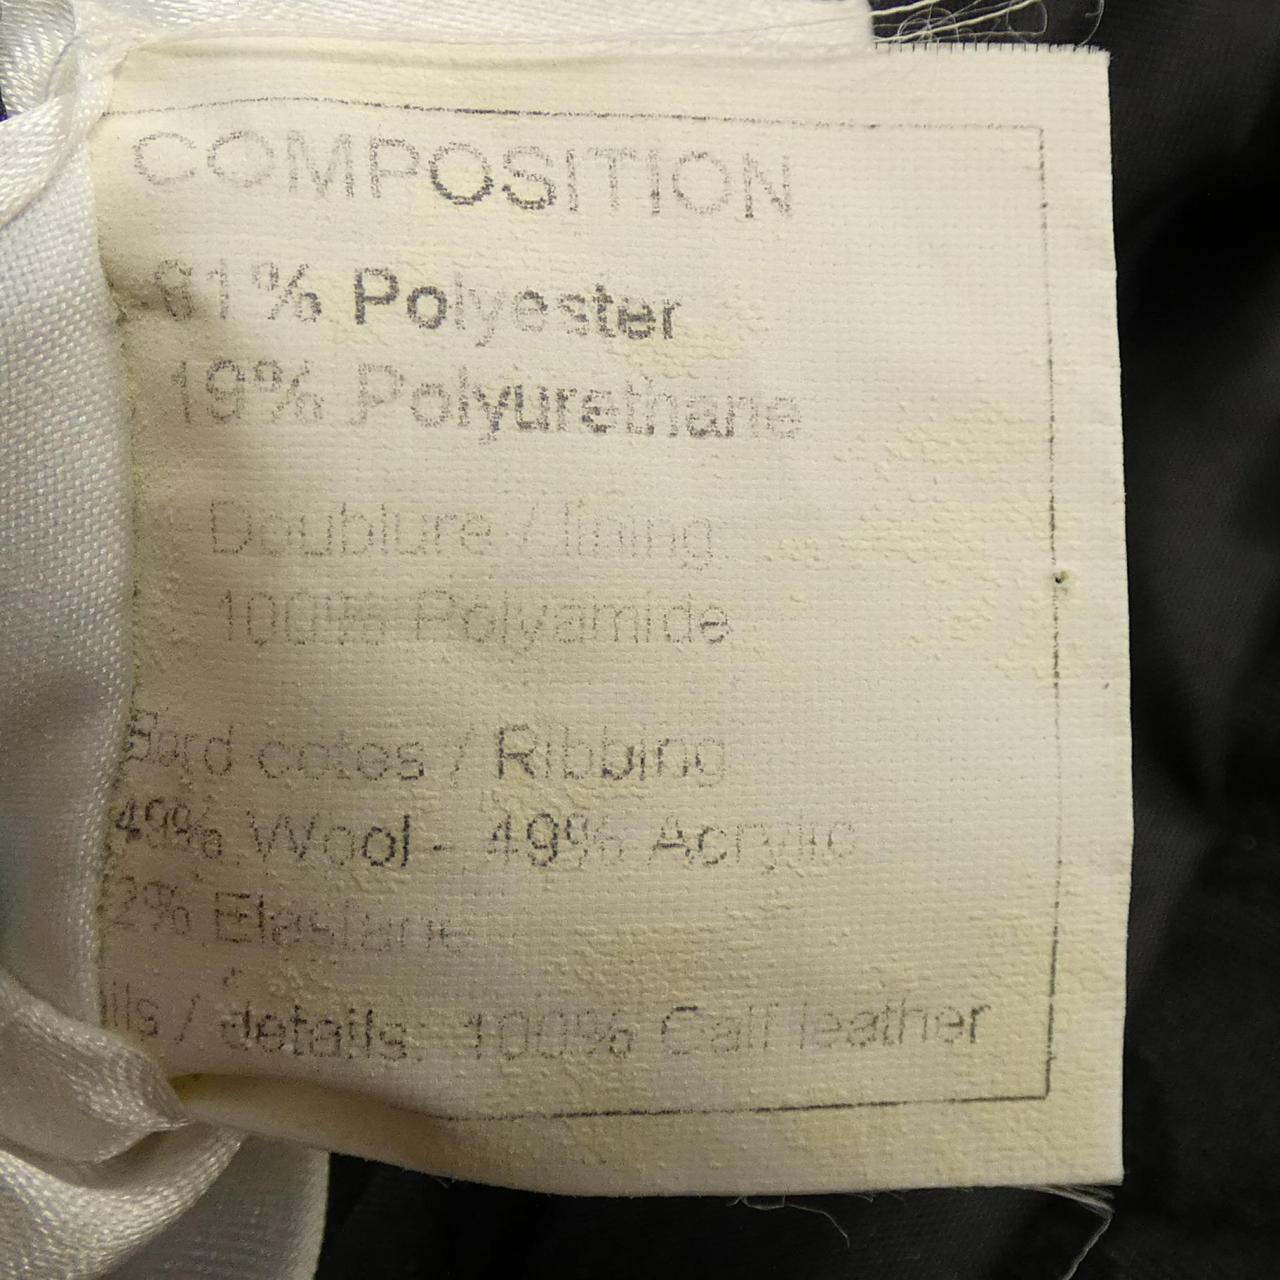 COMPOSITION
81% Polyester
19% Polyurethane
Doublure / lining:
100% Polyamide
Bord cotes / Ribbing
49% Wool - 49% Acrylic
2% Elastane
ils / details: 100% Calf leather